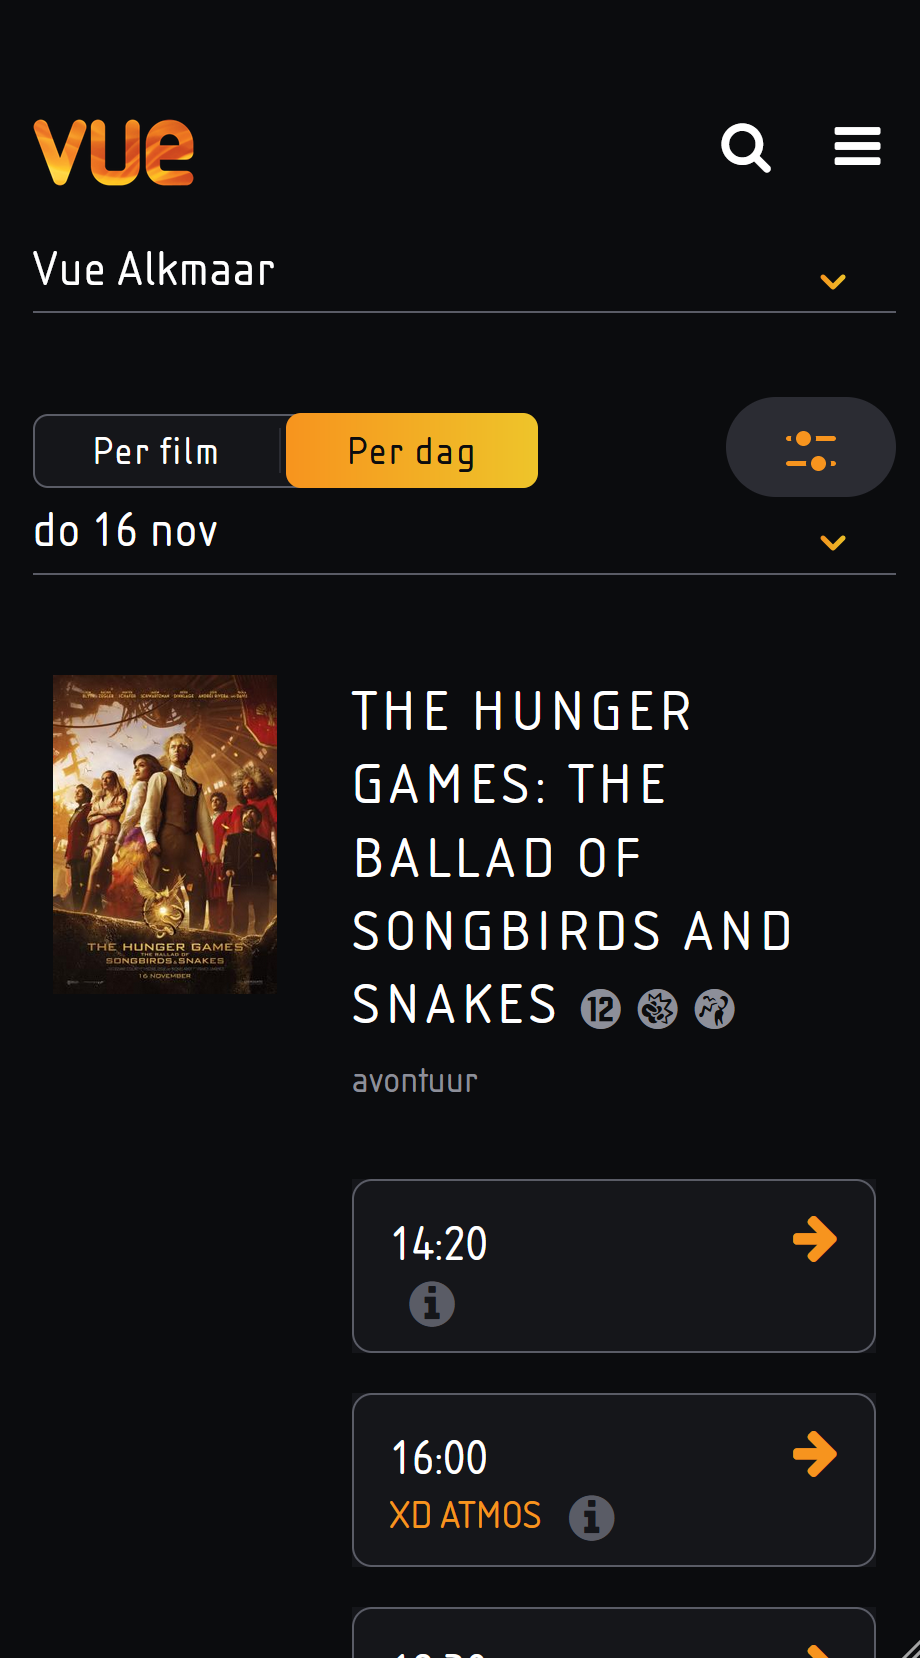 vue
Vue Alkmaar
Per film
Per dag
do 16 nov
THE HUNGER GAMES
THE BALLAD OF
SONGBIRDS & SNAKES
16 NOVEMBER
THE HUNGER
GAMES: THE
BALLAD OF
SONGBIRDS AND
SNAKES 12
avontuur
14:20
i
16:00
XD ATMOS i